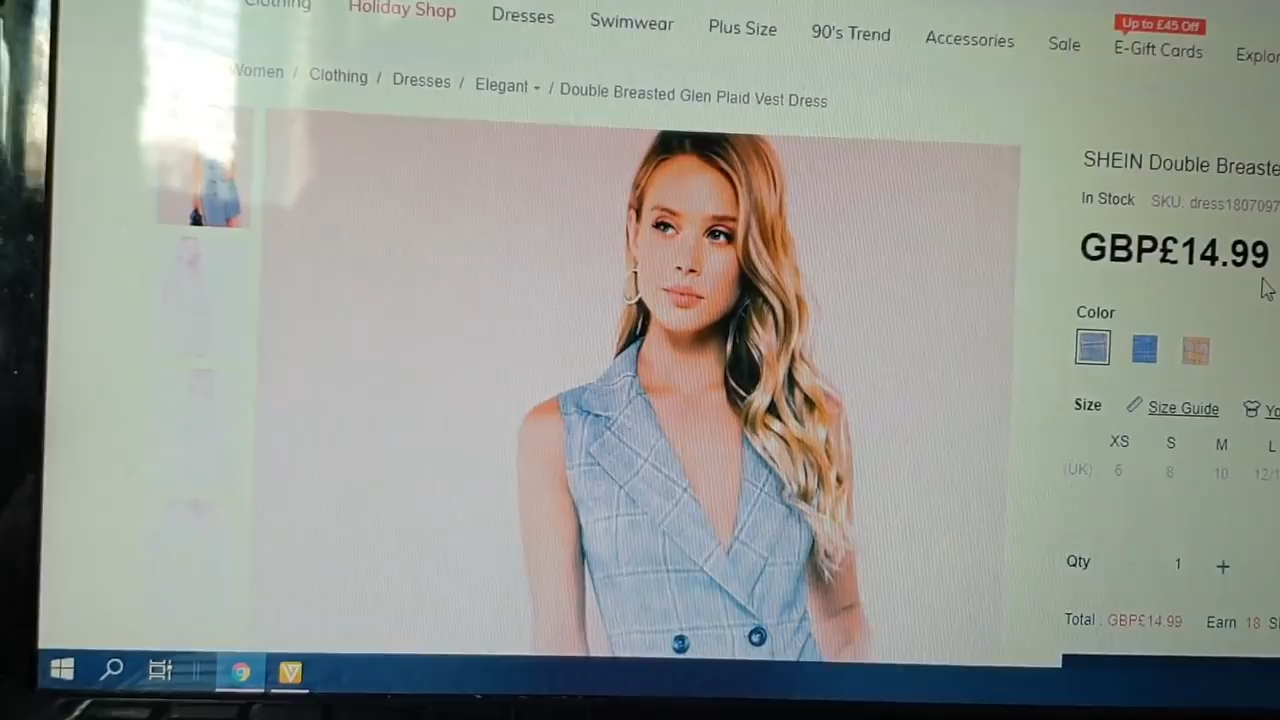 Clothing Holiday Shop Dresses Swimwear Plus Size 90's Trend Accessories Sale Up to £45 Off E-Gift Cards
Women / Clothing / Dresses / Elegant / Double Breasted Glen Plaid Vest Dress
SHEIN Double
In Stock SKU: dress1807097
GBP£14.99
Color
Size Size Guide
XS S M L
(UK) 6 8 10
Qty 1 +
Total : GBP£14.99 Earn 18